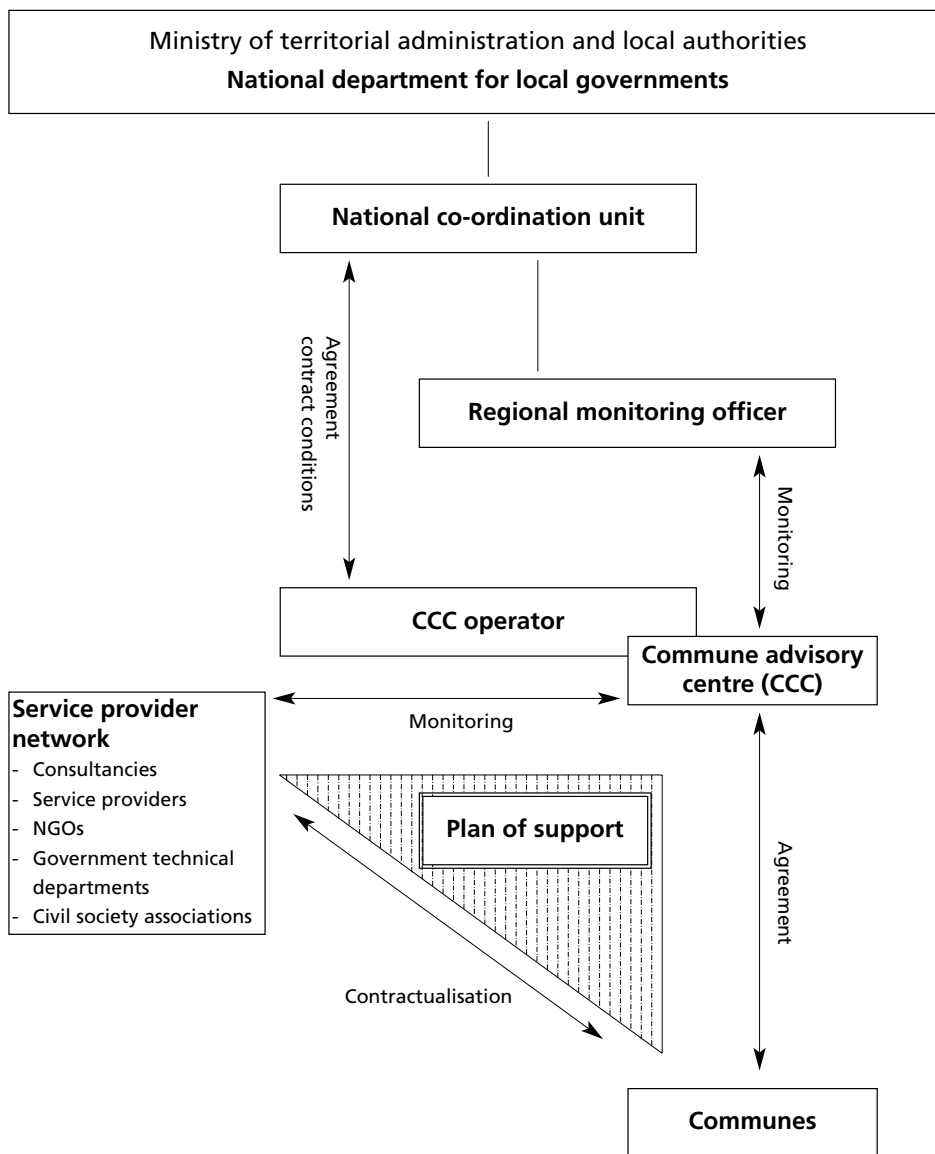 Ministry of territorial administration and local authorities
National department for local governments
National co-ordination unit
Agreement
contract conditions
Regional monitoring officer
Monitoring
CCC operator
Commune advisory
centre (CCC)
Service provider
network
- Consultancies
- Service providers
- NGOs
- Government technical
departments
- Civil society associations
Monitoring
Plan of support
Agreement
Contractualisation
Communes